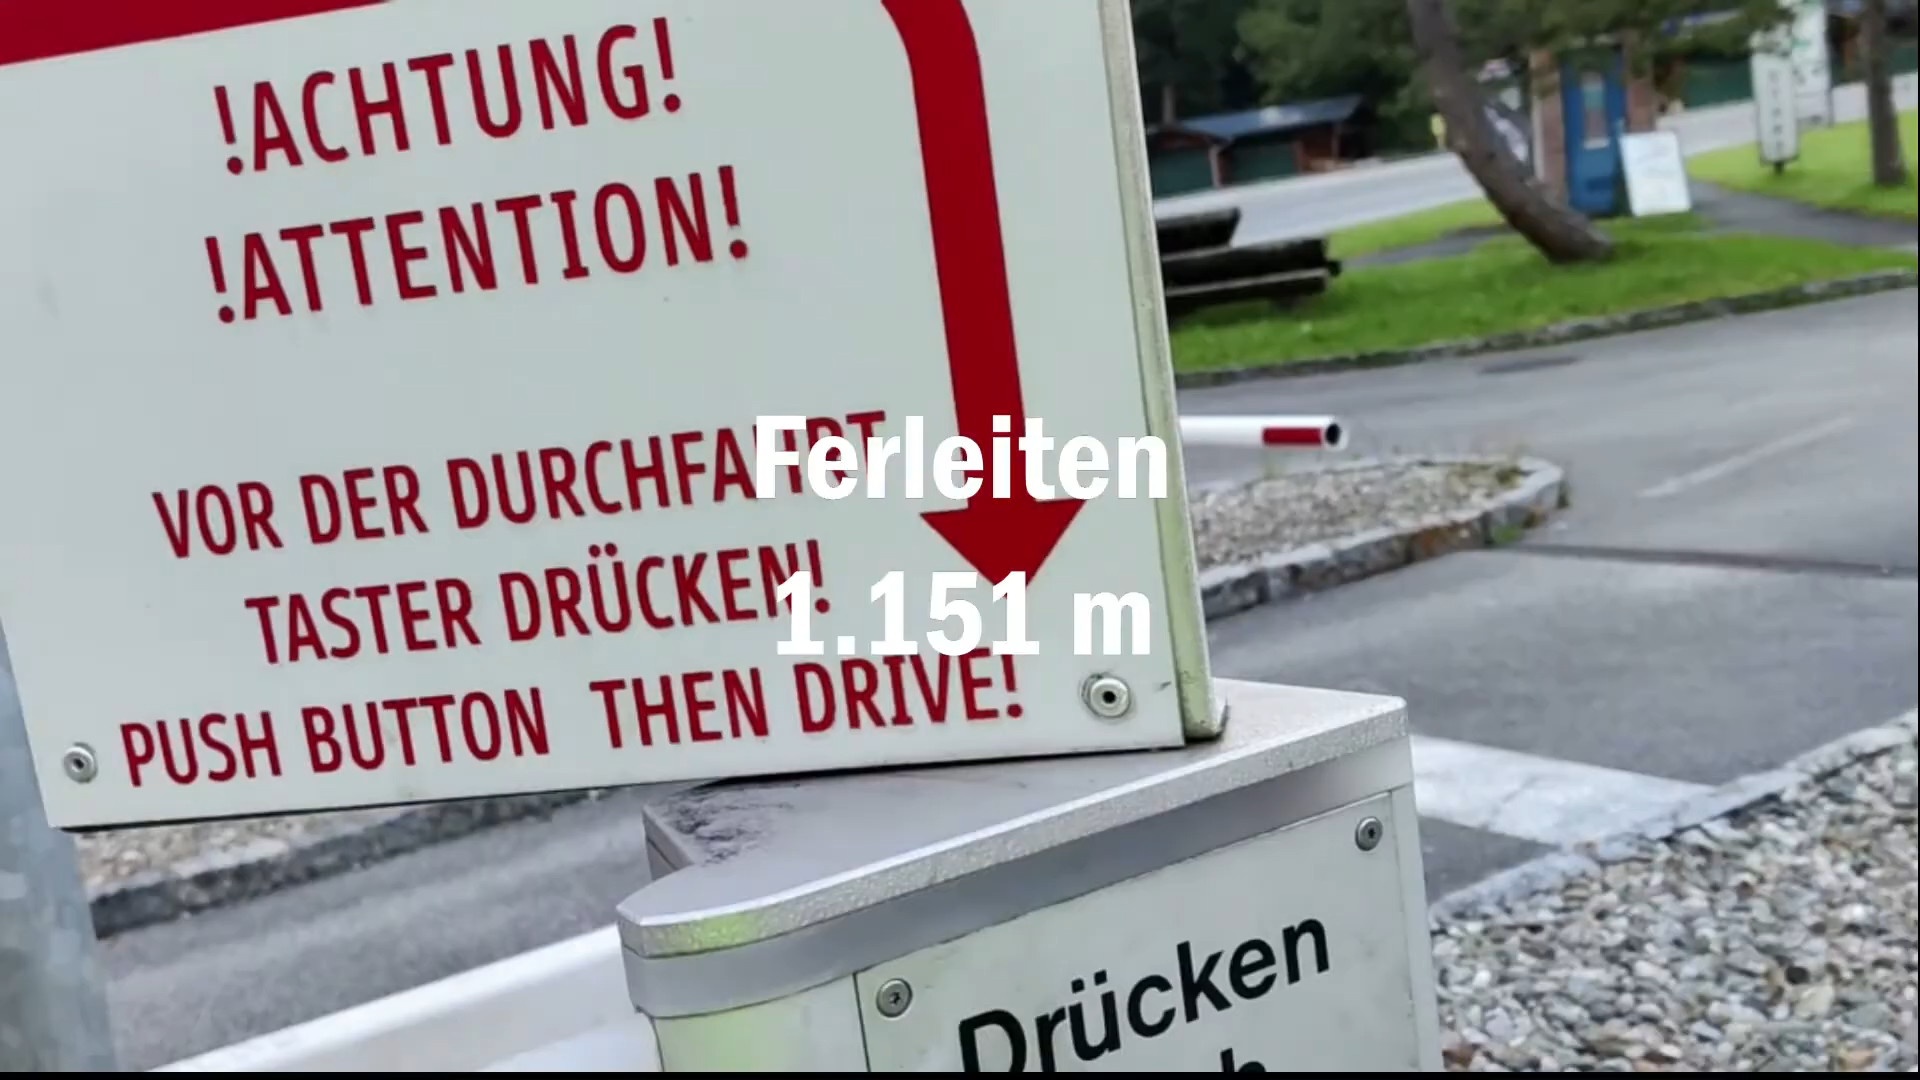 !ACHTUNG!
!ATTENTION!
VOR DER DURCHFAHRT
TASTER DRÜCKEN!
PUSH BUTTON THEN DRIVE!
Ferleiten
1.151 m
Drücken